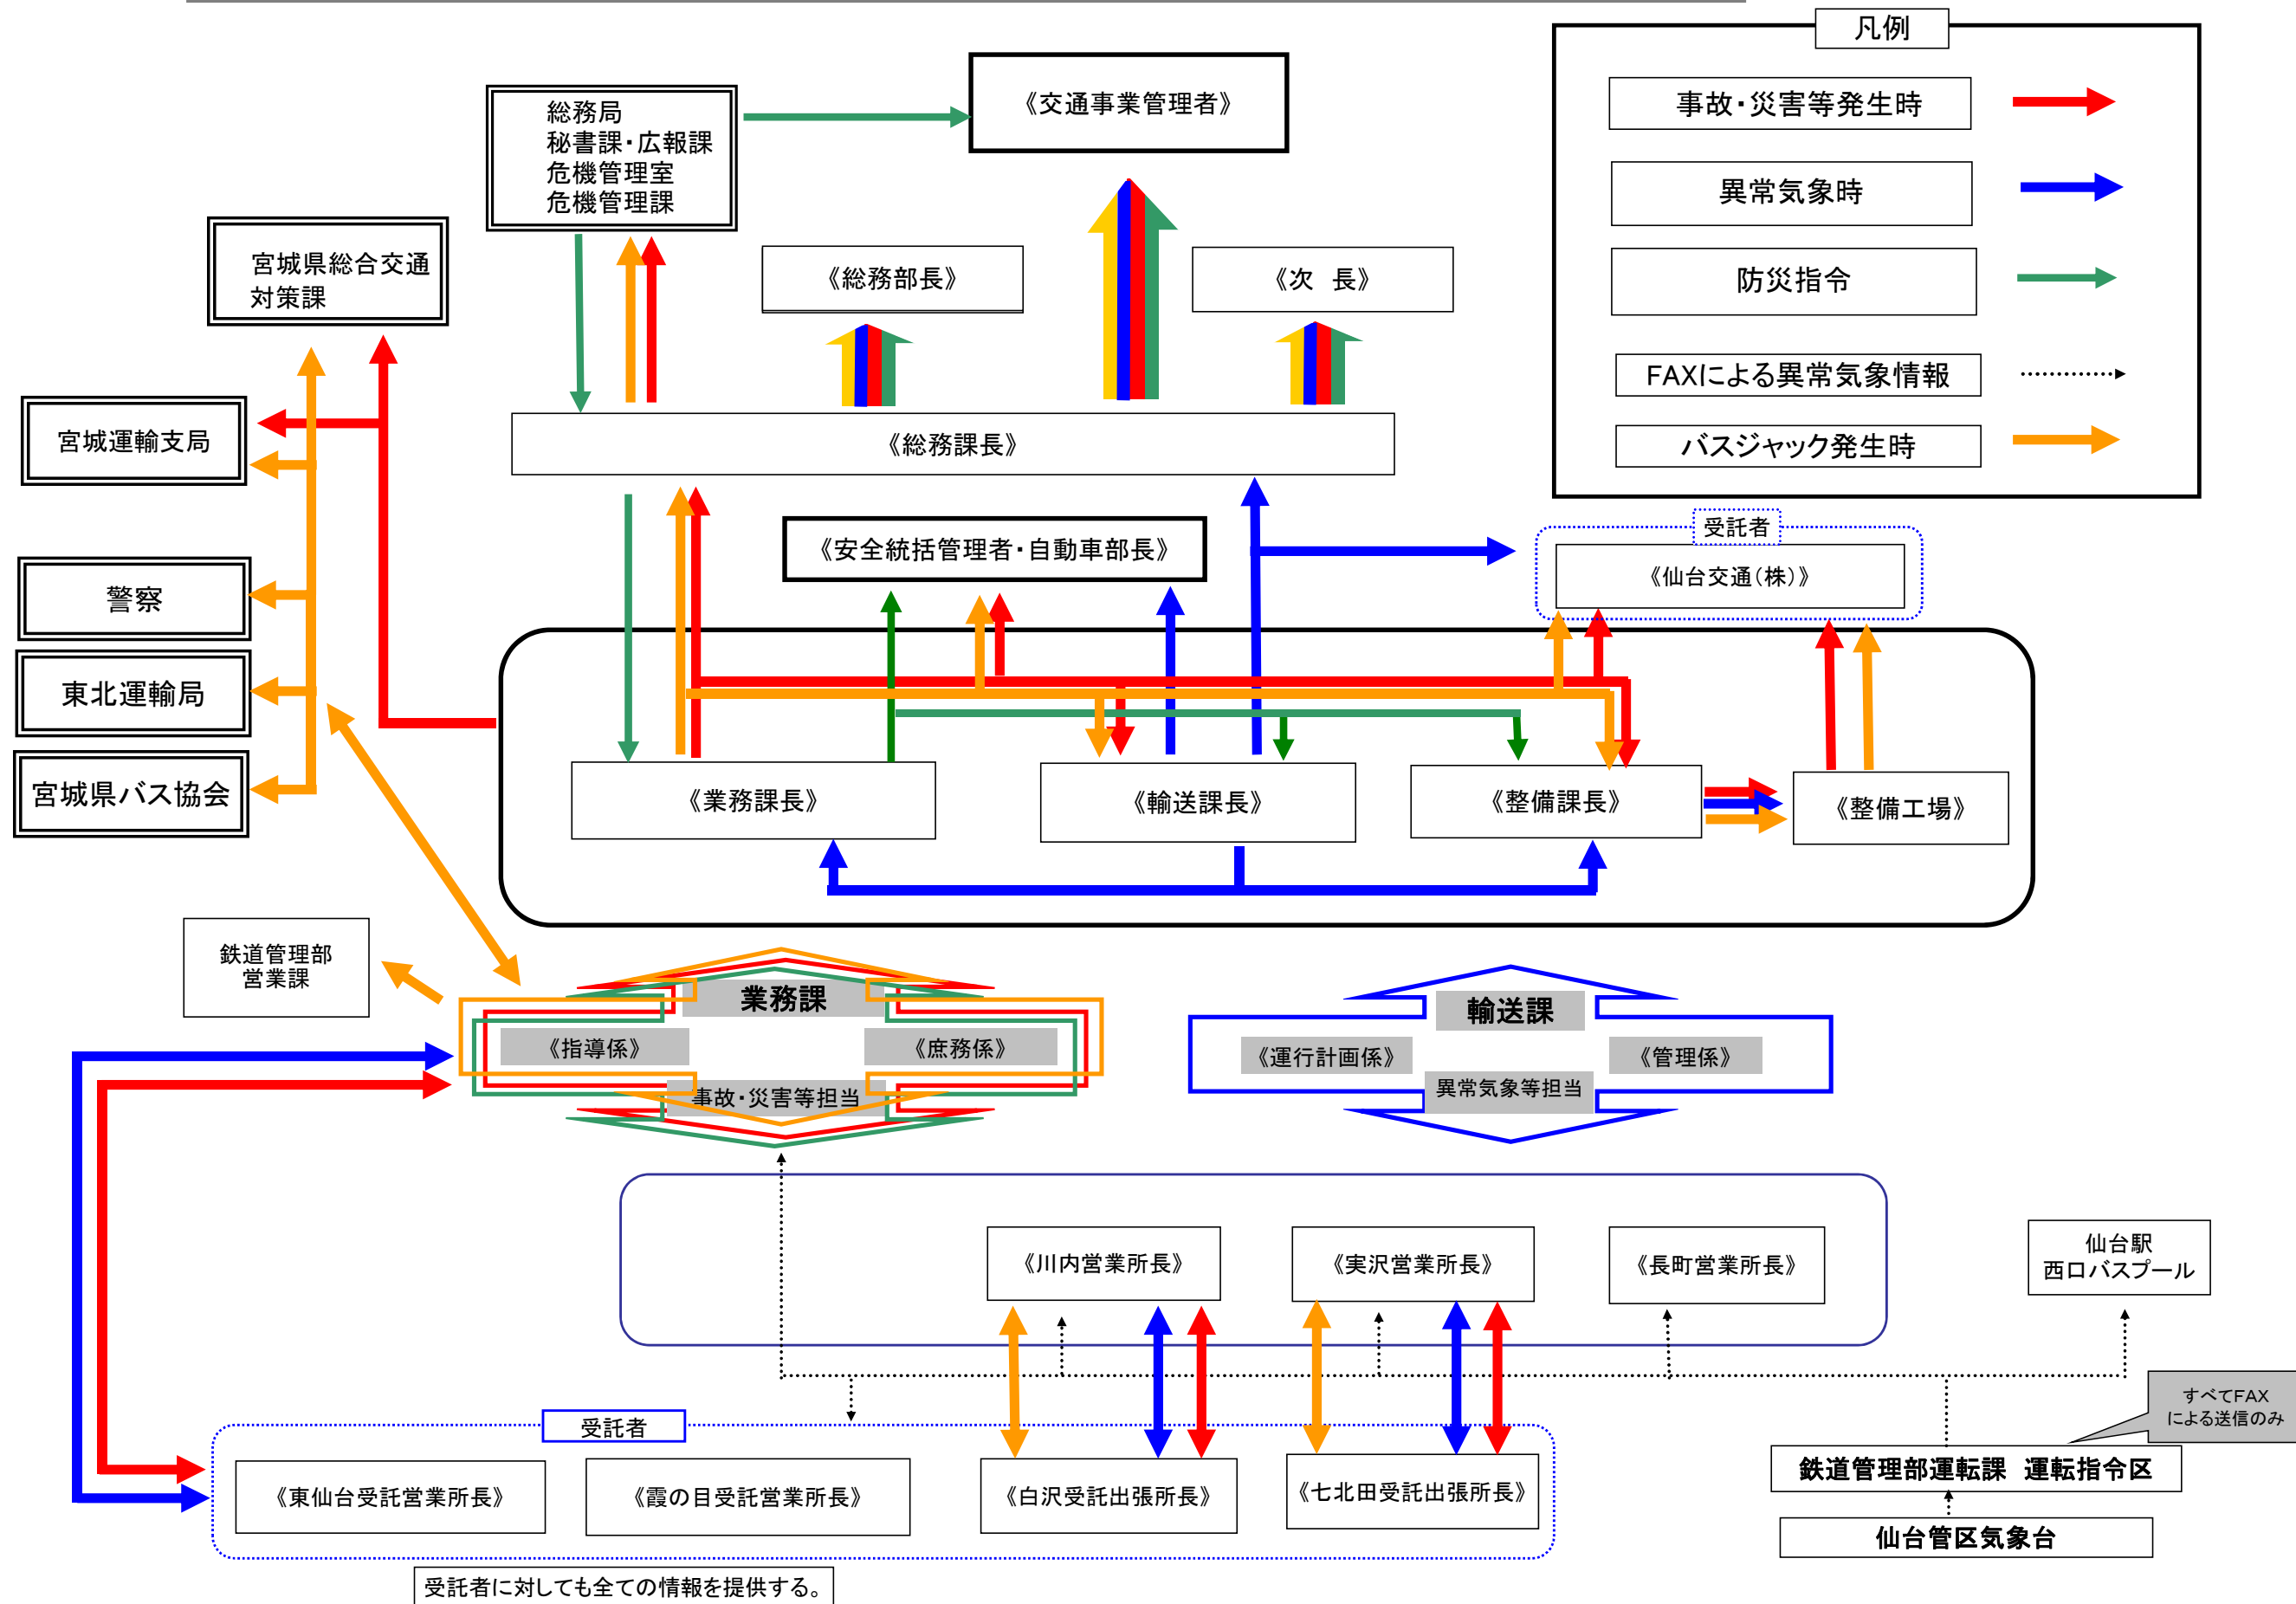 凡例
事故・災害等発生時
異常気象時
防災指令
FAXによる異常気象情報
バスジャック発生時
《交通事業管理者》
総務局
秘書課・広報課
危機管理室
危機管理課
宮城県総合交通
対策課
《総務部長》
《次　長》
宮城運輸支局
《総務課長》
《安全統括管理者・自動車部長》
受託者
《仙台交通(株)》
警察
東北運輸局
宮城県バス協会
《業務課長》
《輸送課長》
《整備課長》
《整備工場》
鉄道管理部
営業課
業務課
《指導係》
《庶務係》
事故・災害等担当
輸送課
《運行計画係》
《管理係》
異常気象等担当
《川内営業所長》
《実沢営業所長》
《長町営業所長》
仙台駅
西口バスプール
すべてFAX
による送信のみ
受託者
《東仙台受託営業所長》
《霞の目受託営業所長》
《白沢受託出張所長》
《七北田受託出張所長》
鉄道管理部運転課　運転指令区
仙台管区気象台
受託者に対しても全ての情報を提供する。